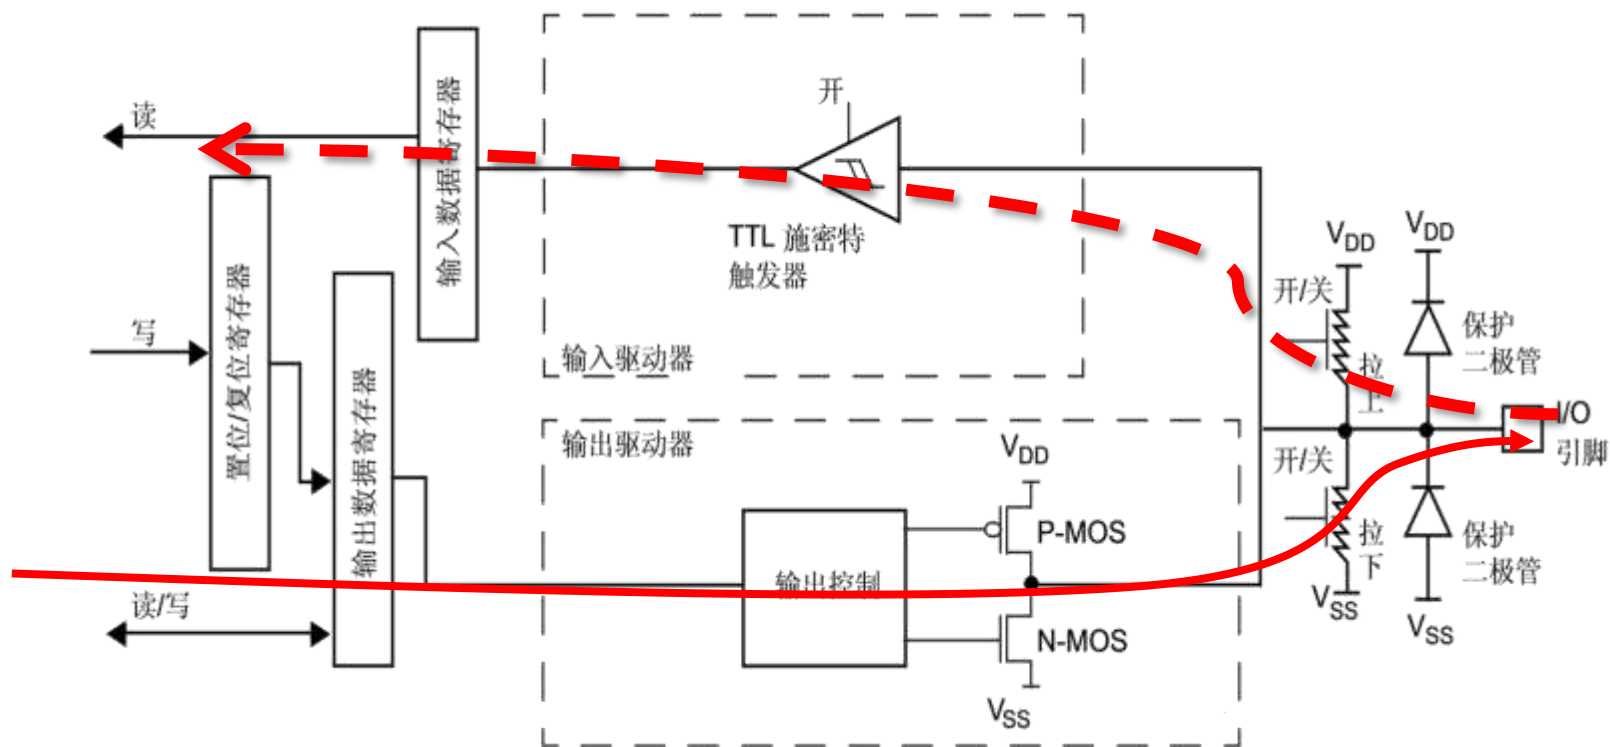 读
写
读/写
置位/复位寄存器
输出数据寄存器
输入数据寄存器
开
TTL 施密特
触发器
输入驱动器
输出驱动器
输出控制
VDD
P-MOS
N-MOS
VSS
VDD
开/关
拉
上
开/关
拉
下
VSS
VDD
保护
二极管
保护
二极管
VSS
I/O
引脚